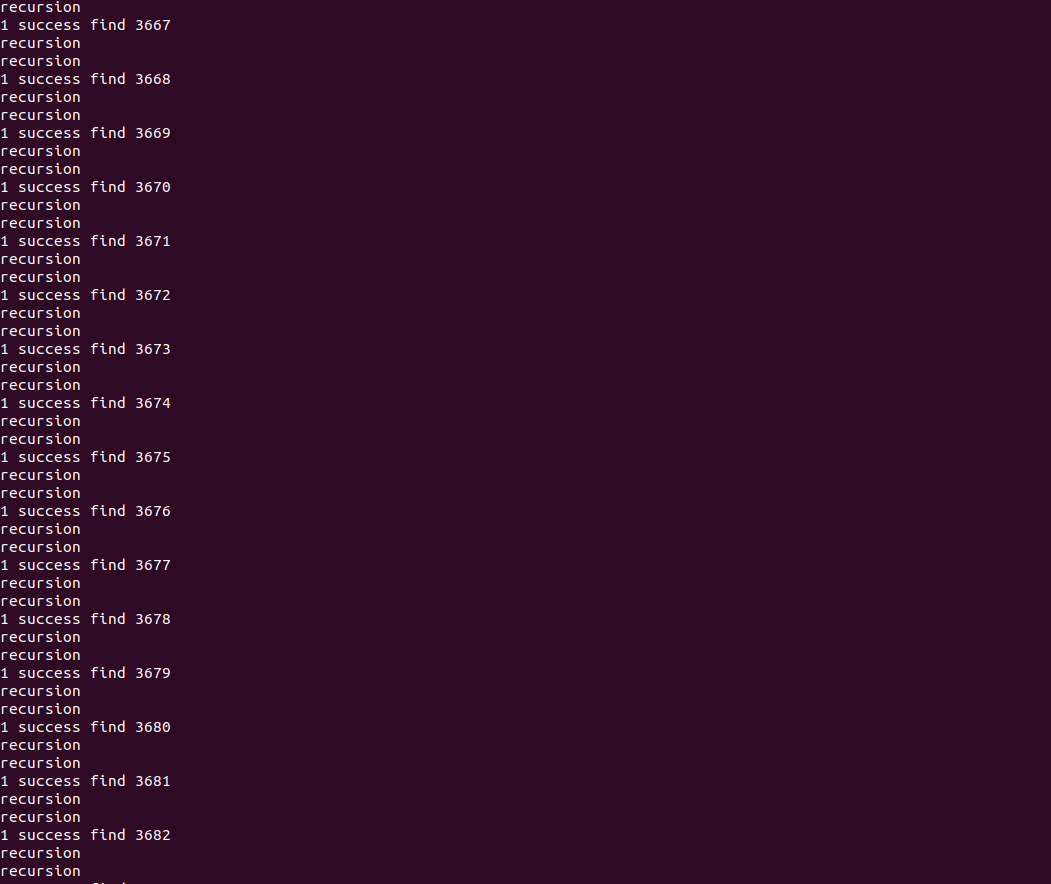 recursion
1 success find 3667
recursion
recursion
1 success find 3668
recursion
recursion
1 success find 3669
recursion
recursion
1 success find 3670
recursion
recursion
1 success find 3671
recursion
recursion
1 success find 3672
recursion
recursion
1 success find 3673
recursion
recursion
1 success find 3674
recursion
recursion
1 success find 3675
recursion
recursion
1 success find 3676
recursion
recursion
1 success find 3677
recursion
recursion
1 success find 3678
recursion
recursion
1 success find 3679
recursion
recursion
1 success find 3680
recursion
recursion
1 success find 3681
recursion
recursion
1 success find 3682
recursion
recursion